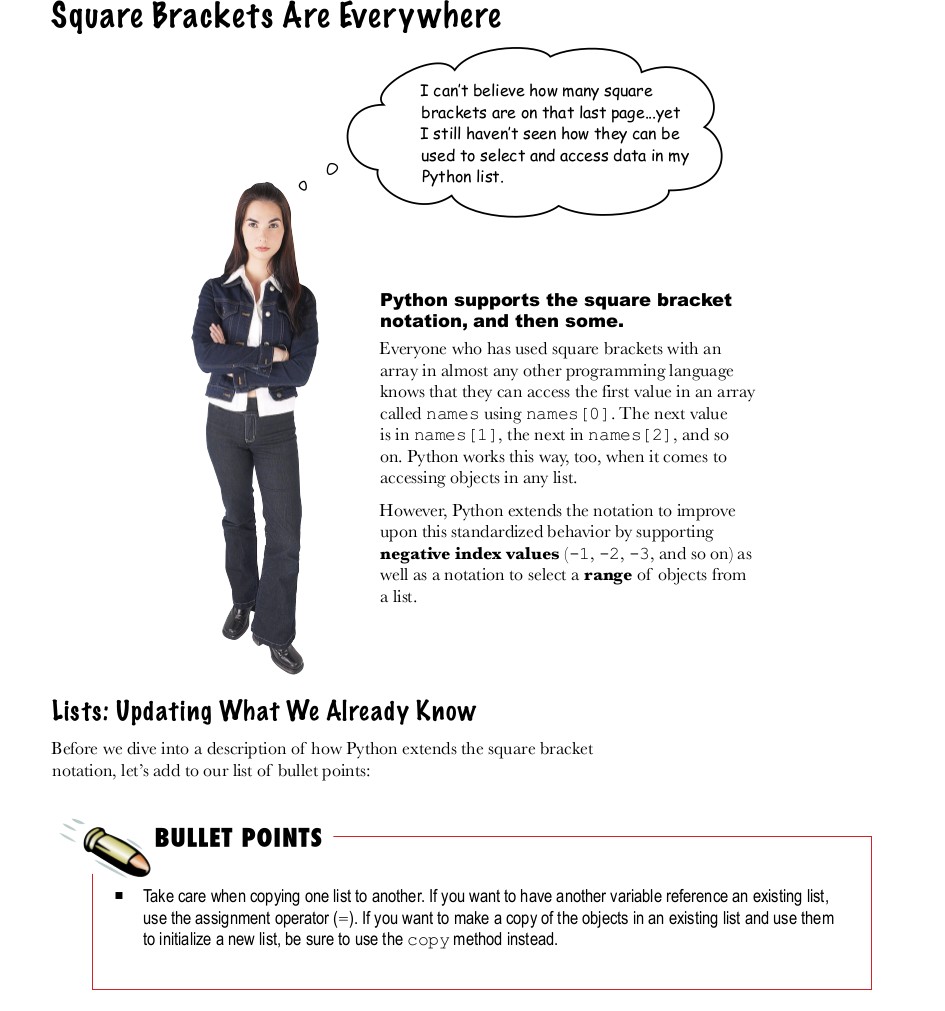 Square Brackets Are Everywhere
I can't believe how many square
brackets are on that last page...yet
I still haven't seen how they can be
used to select and access data in my
Python list.
Python supports the square bracket
notation, and then some.
Everyone who has used square brackets with an
array in almost any other programming language
knows that they can access the first value in an array
called names using names[0]. The next value
is in names[1], the next in names[2], and so
on. Python works this way, too, when it comes to
accessing objects in any list.
However, Python extends the notation to improve
upon this standardized behavior by supporting
negative index values (-1, -2, -3, and so on) as
well as a notation to select a range of objects from
a list.
Lists: Updating What We Already Know
Before we dive into a description of how Python extends the square bracket
notation, let's add to our list of bullet points:
BULLET POINTS
■ Take care when copying one list to another. If you want to have another variable reference an existing list,
use the assignment operator (=). If you want to make a copy of the objects in an existing list and use them
to initialize a new list, be sure to use the copy method instead.